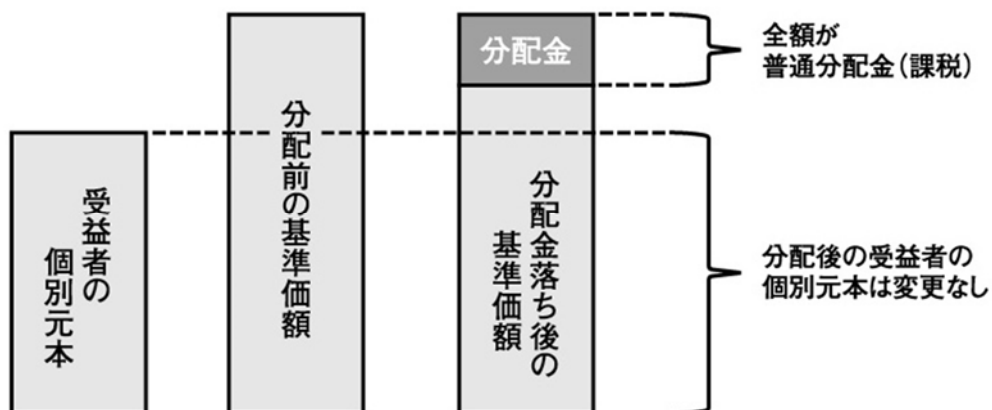 受益者の
個別元本
分配前の基準価額
分配金
分配金落ち後の
基準価額
全額が
普通分配金(課税)
分配後の受益者の
個別元本は変更なし